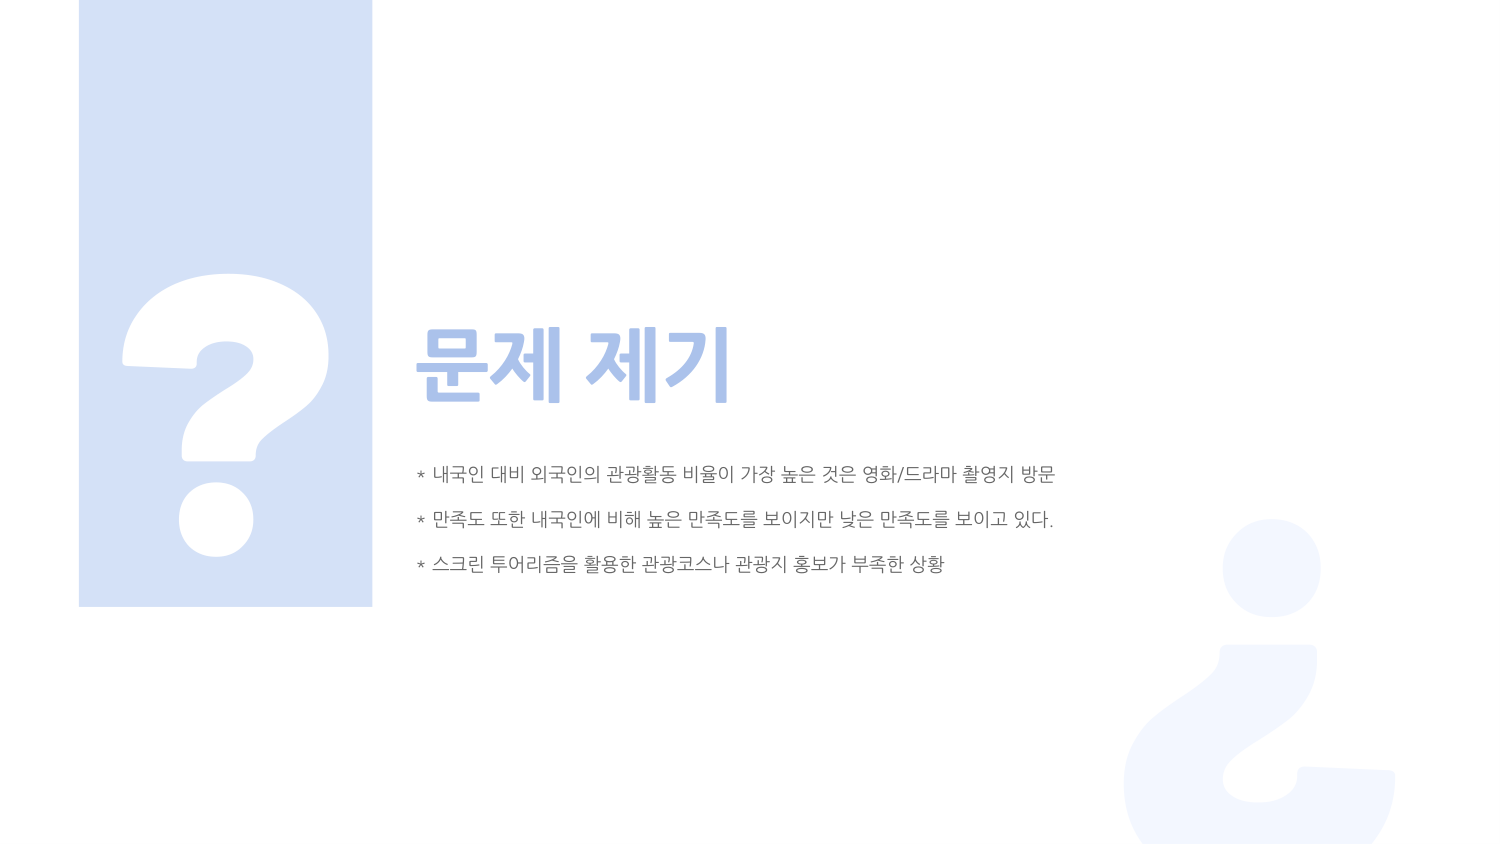 ?
문제 제기
* 내국인 대비 외국인의 관광활동 비율이 가장 높은 것은 영화/드라마 촬영지 방문
* 만족도 또한 내국인에 비해 높은 만족도를 보이지만 낮은 만족도를 보이고 있다.
* 스크린 투어리즘을 활용한 관광코스나 관광지 홍보가 부족한 상황
?